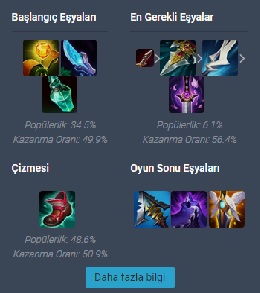 Başlangıç Eşyaları
En Gerekli Eşyalar
Popülerlik: 34.5%
Kazanma Oranı: 49.9%
Popülerlik: 6.1%
Kazanma Oranı: 56.4%
Çizmesi
Oyun Sonu Eşyaları
Popülerlik: 48.6%
Kazanma Oranı: 50.9%
Daha fazla bilgi